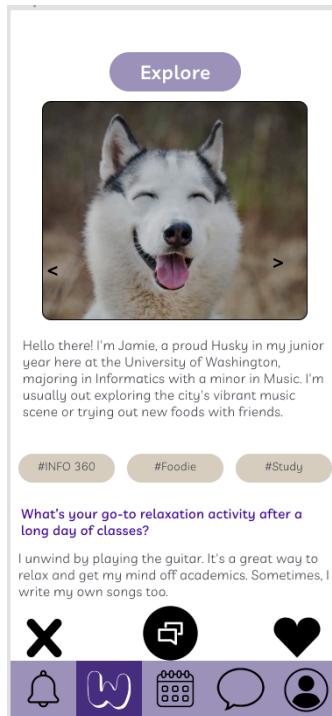 Explore
<
>
Hello there! I'm Jamie, a proud Husky in my junior
year here at the University of Washington,
majoring in Informatics with a minor in Music. I'm
usually out exploring the city's vibrant music
scene or trying out new foods with friends.
#INFO 360 #Foodie #Study
What's your go-to relaxation activity after a
long day of classes?
I unwind by playing the guitar. It's a great way to
relax and get my mind off academics. Sometimes, I
write my own songs too.
W